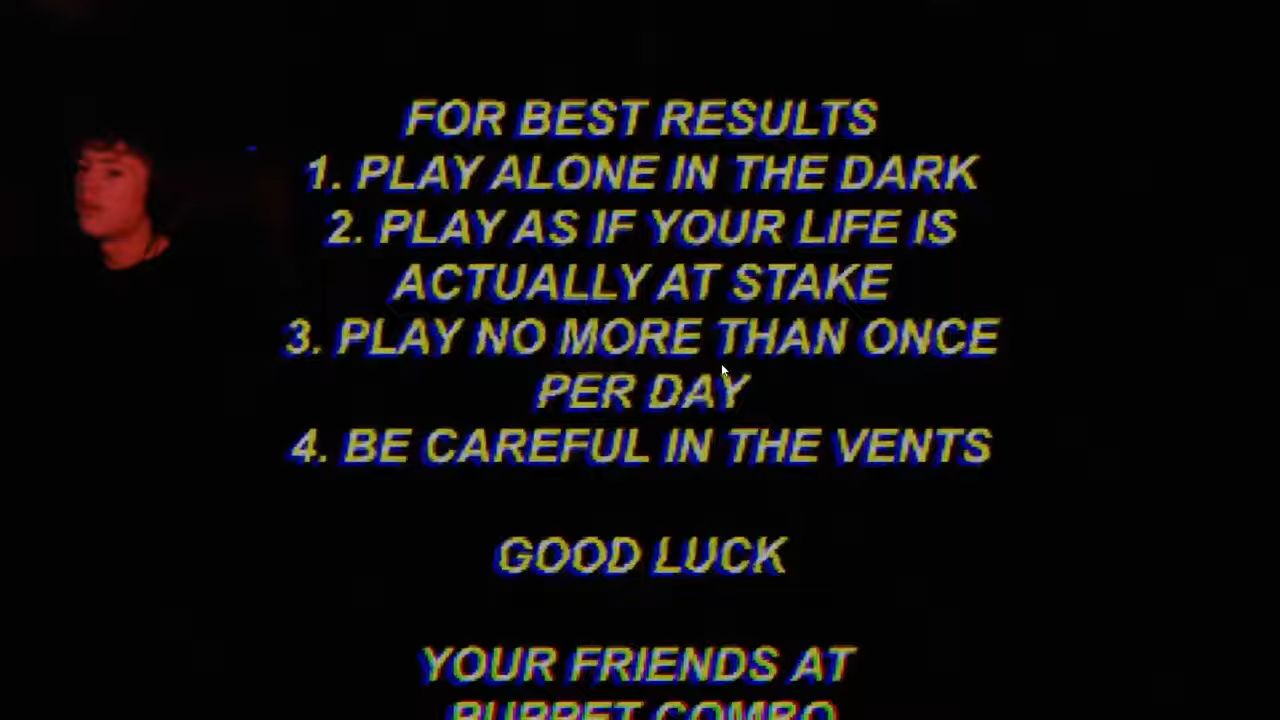 FOR BEST RESULTS
1. PLAY ALONE IN THE DARK
2. PLAY AS IF YOUR LIFE IS
ACTUALLY AT STAKE
3. PLAY NO MORE THAN ONCE
PER DAY
4. BE CAREFUL IN THE VENTS
GOOD LUCK
YOUR FRIENDS AT
PUPPET COMBO